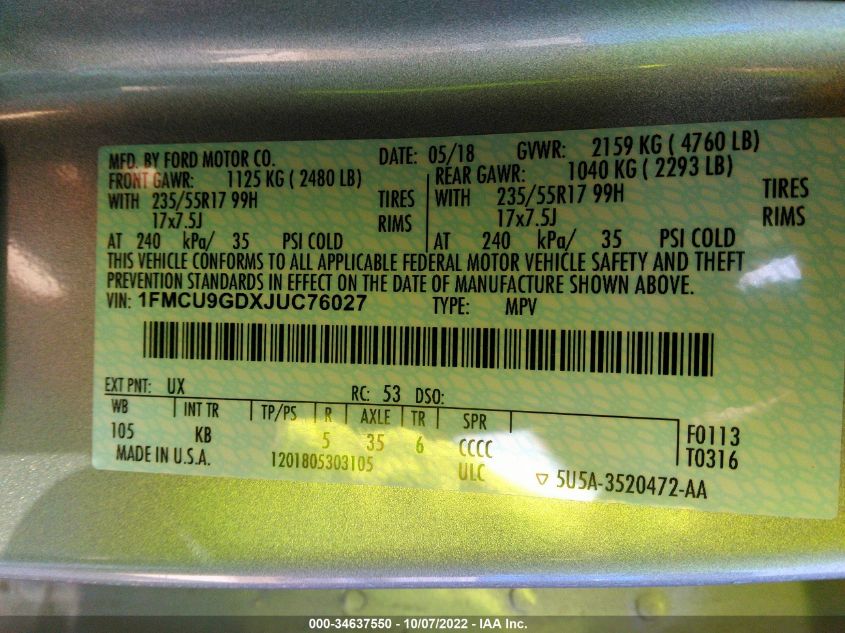 MFD. BY FORD MOTOR CO. DATE: 05/18 GVWR: 2159 KG ( 4760 LB)
FRONT GAWR: 1125 KG ( 2480 LB) REAR GAWR: 1040 KG ( 2293 LB)
WITH 235/55R17 99H TIRES WITH 235/55R17 99H TIRES
17x7.5J RIMS 17x7.5J RIMS
AT 240 kPa/ 35 PSI COLD AT 240 kPa/ 35 PSI COLD
THIS VEHICLE CONFORMS TO ALL APPLICABLE FEDERAL MOTOR VEHICLE SAFETY AND THEFT
PREVENTION STANDARDS IN EFFECT ON THE DATE OF MANUFACTURE SHOWN ABOVE.
VIN: 1FMCU9GDXJUC76027 TYPE: MPV
EXT PNT: UX RC: 53 DSO:
WB INT TR TP/PS R AXLE TR SPR
105 KB 5 35 6 CCCC F0113
MADE IN U.S.A. 1201805303105 ULC T0316
▽ 5U5A-3520472-AA
000-34637550 - 10/07/2022 - IAA Inc.